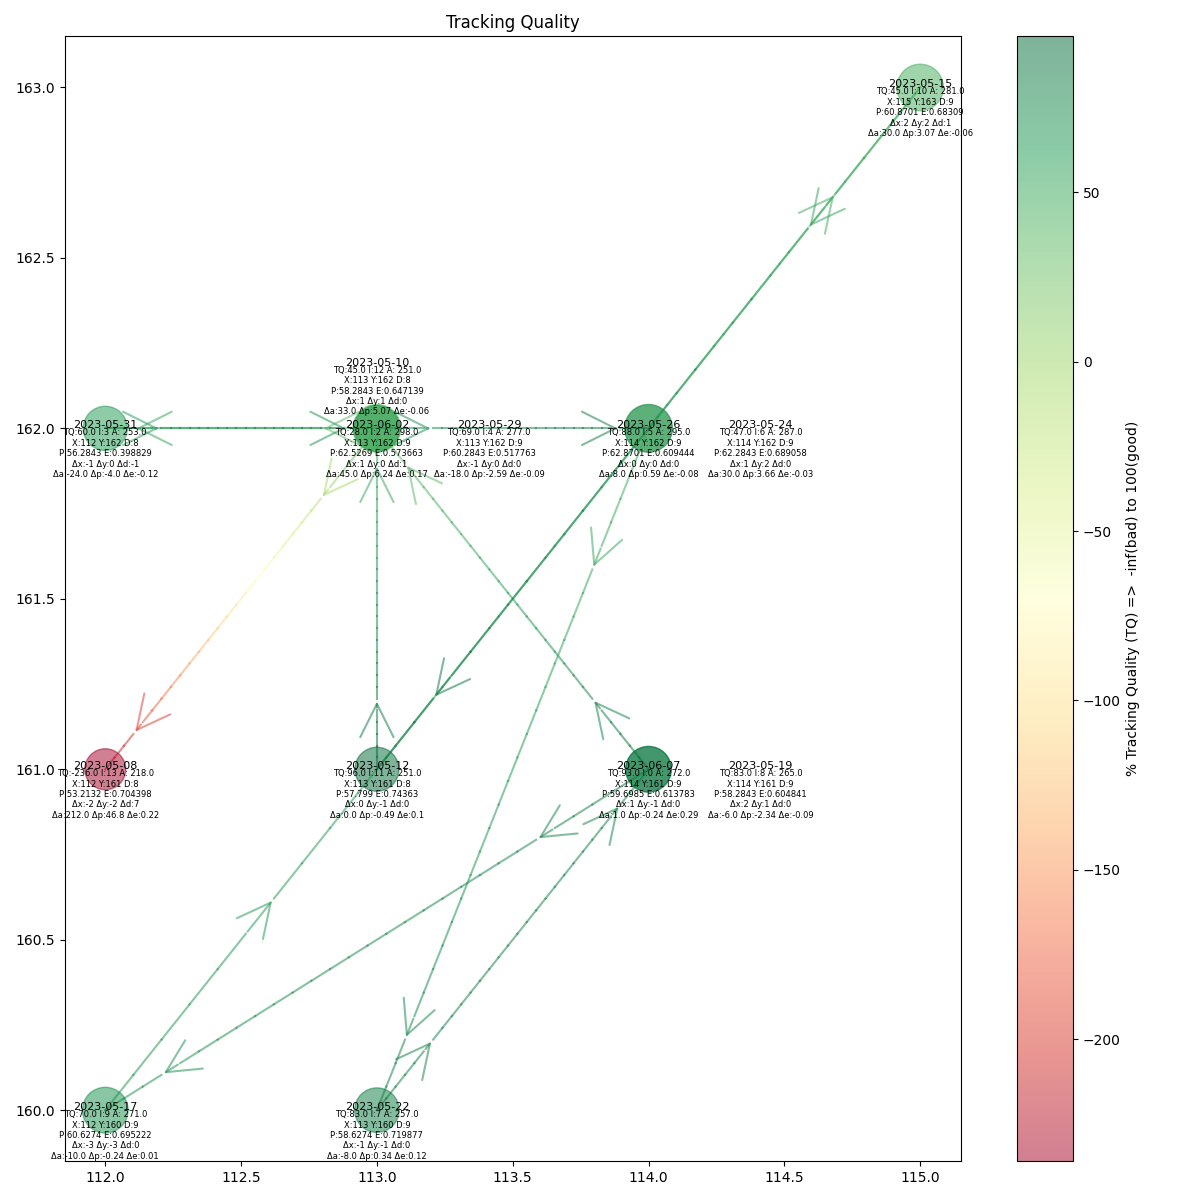 Tracking Quality
163.0
162.5
162.0
161.5
161.0
160.5
160.0
112.0
112.5
113.0
113.5
114.0
114.5
115.0
2023-05-15
TQ:45.0 I:10 A: 281.0
X:115 Y:163 D:9
P:60.8701 E:0.68309
Δx:2 Δy:2 Δd:1
Δa:30.0 Δp:3.07 Δe:-0.06
2023-05-10
TQ:45.0 I:12 A: 251.0
X:113 Y:162 D:8
P:58.2843 E:0.647139
Δx:1 Δy:1 Δd:0
Δa:33.0 Δp:5.07 Δe:-0.06
2023-05-31
TQ:60.0 I:3 A: 253.0
X:112 Y:162 D:8
P:56.2843 E:0.398829
Δx:-1 Δy:0 Δd:-1
Δa:-24.0 Δp:-4.0 Δe:-0.12
2023-06-02
TQ:28.0 I:2 A: 298.0
X:113 Y:162 D:9
P:62.5269 E:0.573663
Δx:1 Δy:0 Δd:1
Δa:45.0 Δp:6.24 Δe:0.17
2023-05-29
TQ:69.0 I:4 A: 277.0
X:113 Y:162 D:9
P:60.2843 E:0.517763
Δx:-1 Δy:0 Δd:0
Δa:-18.0 Δp:-2.59 Δe:-0.09
2023-05-26
TQ:88.0 I:5 A: 295.0
X:114 Y:162 D:9
P:62.8701 E:0.609444
Δx:0 Δy:0 Δd:0
Δa:8.0 Δp:0.59 Δe:-0.08
2023-05-24
TQ:47.0 I:6 A: 287.0
X:114 Y:162 D:9
P:62.2843 E:0.689058
Δx:1 Δy:2 Δd:0
Δa:30.0 Δp:3.66 Δe:-0.03
2023-05-08
TQ:-236.0 I:13 A: 218.0
X:112 Y:161 D:8
P:53.2132 E:0.704398
Δx:-2 Δy:-2 Δd:7
Δa:212.0 Δp:46.8 Δe:0.22
2023-05-12
TQ:96.0 I:11 A: 251.0
X:113 Y:161 D:8
P:57.799 E:0.74363
Δx:0 Δy:-1 Δd:0
Δa:0.0 Δp:-0.49 Δe:0.1
2023-06-07
TQ:93.0 I:0 A: 272.0
X:114 Y:161 D:9
P:59.6985 E:0.613783
Δx:1 Δy:-1 Δd:0
Δa:1.0 Δp:-0.24 Δe:0.29
2023-05-19
TQ:83.0 I:8 A: 265.0
X:114 Y:161 D:9
P:58.2843 E:0.604841
Δx:2 Δy:1 Δd:0
Δa:-6.0 Δp:-2.34 Δe:-0.09
2023-05-17
TQ:70.0 I:9 A: 271.0
X:112 Y:160 D:9
P:60.6274 E:0.695222
Δx:-3 Δy:-3 Δd:0
Δa:-10.0 Δp:-0.24 Δe:0.01
2023-05-22
TQ:83.0 I:7 A: 257.0
X:113 Y:160 D:9
P:58.6274 E:0.719877
Δx:-1 Δy:-1 Δd:0
Δa:-8.0 Δp:0.34 Δe:0.12
50
0
−50
−100
−150
−200
% Tracking Quality (TQ) => -inf(bad) to 100(good)